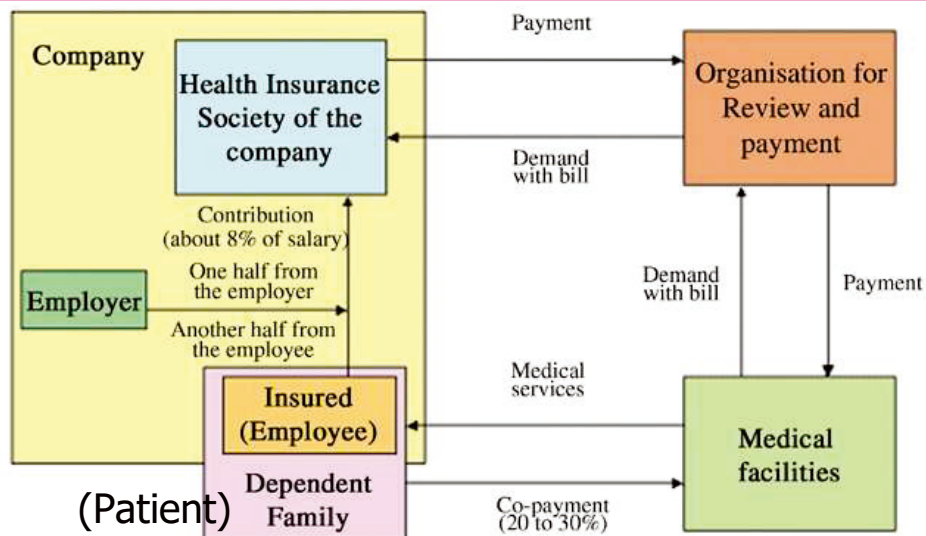 Company
Health Insurance
Society of the
company
Payment
Organisation for
Review and
payment
Demand
with bill
Contribution
(about 8% of salary)
One half from
the employer
Employer
Another half from
the employee
Demand
with bill
Payment
Insured
(Employee)
Medical
services
Medical
facilities
Dependent
Family
(Patient)
Co-payment
(20 to 30%)